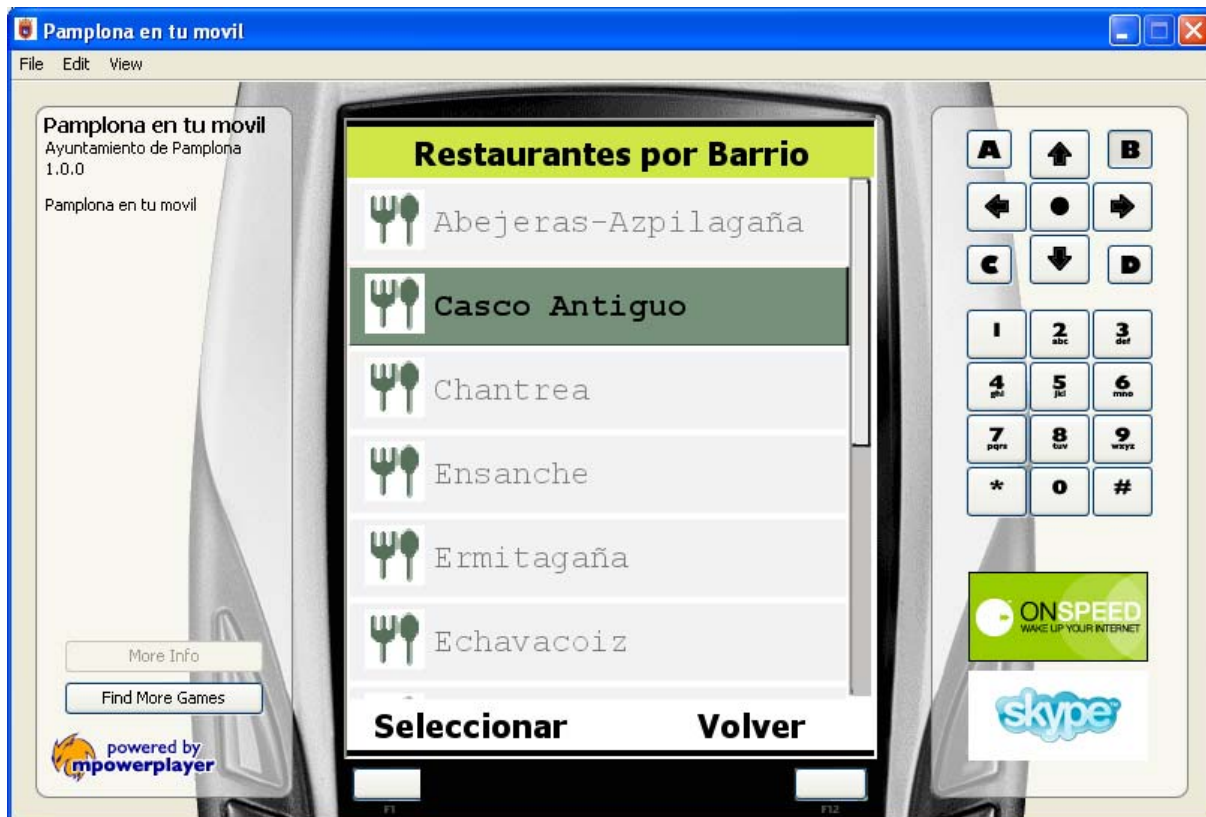 Pamplona en tu movil
File Edit View
Pamplona en tu movil
Ayuntamiento de Pamplona
1.0.0
Pamplona en tu movil
More Info
Find More Games
powered by
mpowerplayer
Restaurantes por Barrio
Abejeras-Azpilagaña
Casco Antiguo
Chantrea
Ensanche
Ermitagaña
Echavacoiz
Seleccionar Volver
F1 F12
A B
C D
1 2 abc 3 def
4 ghi 5 jkl 6 mno
7 pqrs 8 tuv 9 wxyz
* 0 #
ONSPEED
WAKE UP YOUR INTERNET
skype™